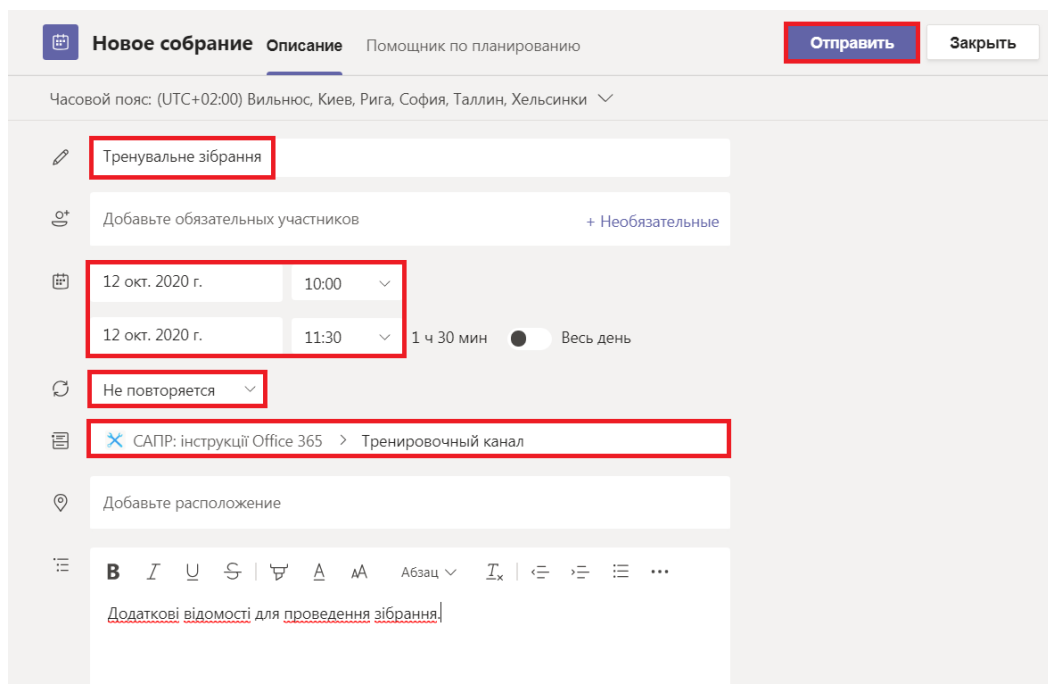 Новое собрание Описание Помощник по планированию Отправить Закрыть
Часовой пояс: (UTC+02:00) Вильнюс, Киев, Рига, София, Таллин, Хельсинки
Тренувальне зібрання
Добавьте обязательных участников + Необязательные
12 окт. 2020 г. 10:00
12 окт. 2020 г. 11:30 1 ч 30 мин Весь день
Не повторяется
САПР: інструкції Office 365 > Тренировочный канал
Добавьте расположение
B I U S A AA Абзац Tx
Додаткові відомості для проведення зібрання.